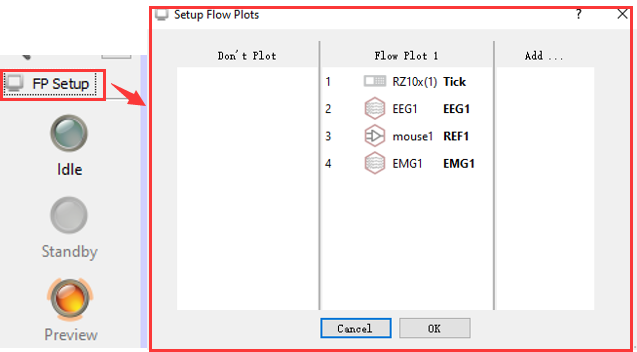 Setup Flow Plots
?
FP Setup
Idle
Standby
Preview
Don't Plot
Flow Plot 1
Add ...
1 RZ10x(1) Tick
2 EEG1 EEG1
3 mouse1 REF1
4 EMG1 EMG1
Cancel
OK